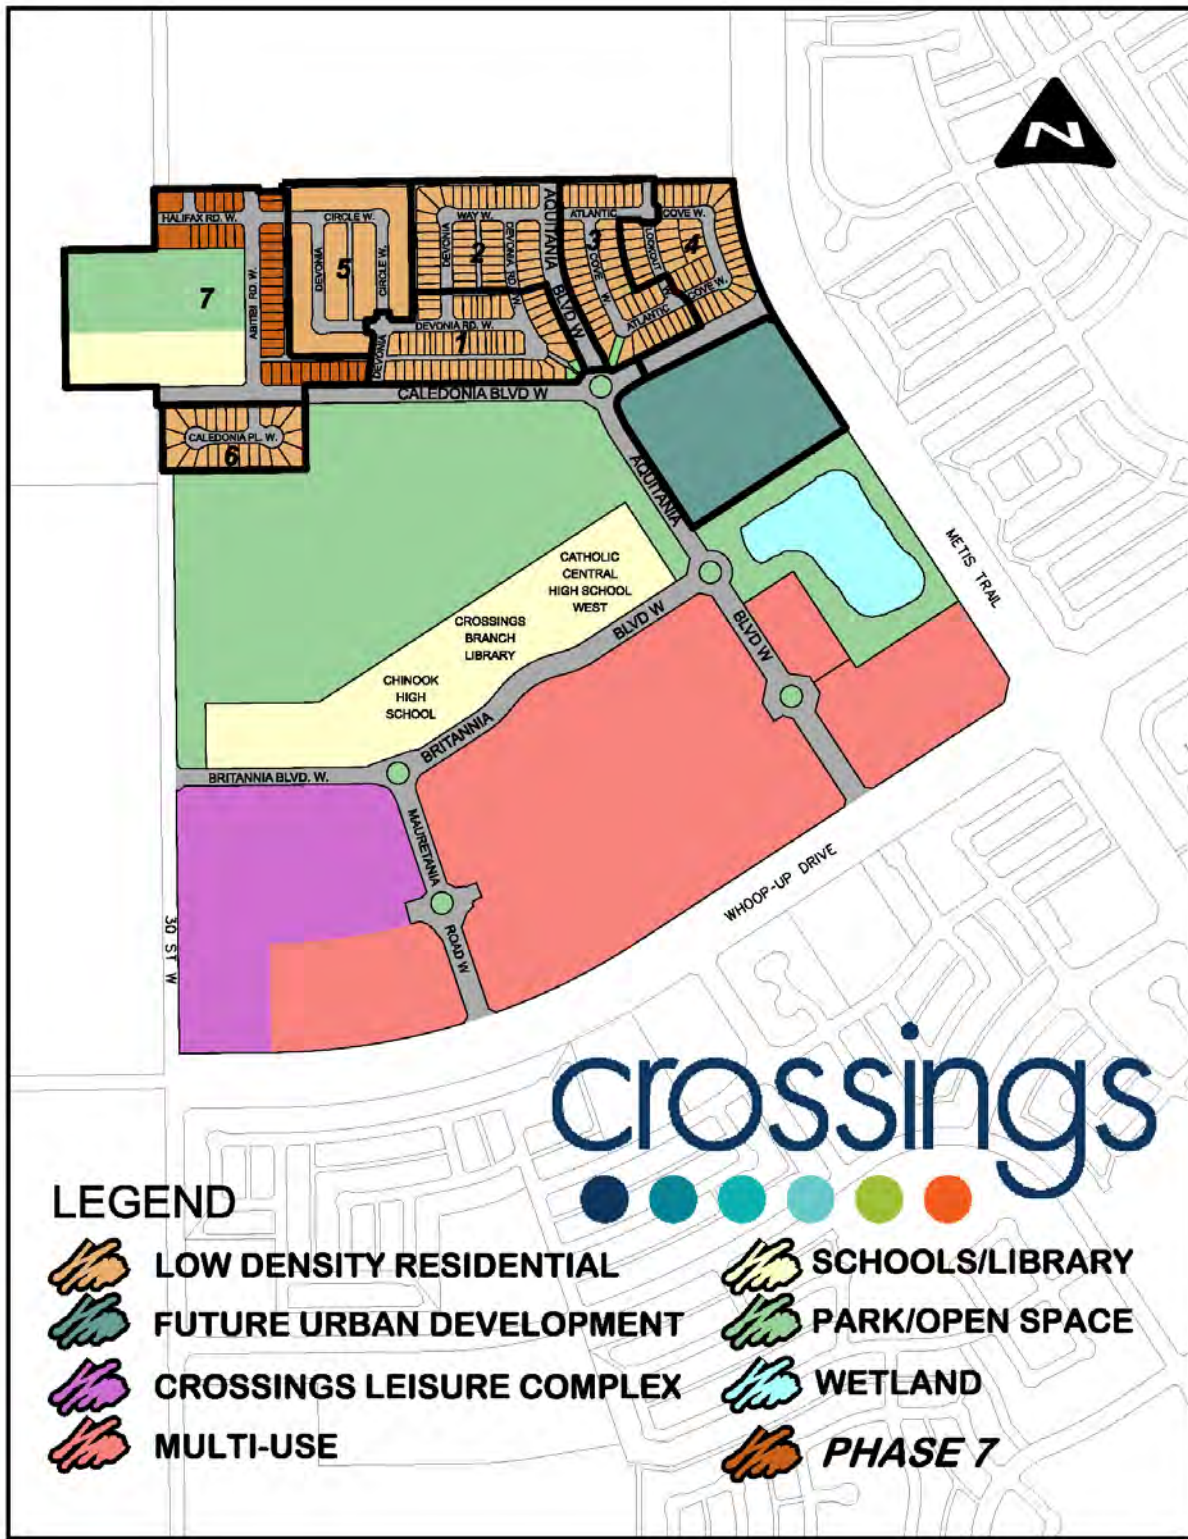 N
HALIFAX RD. W.
ABITIBI RD. W.
7
CIRCLE W.
DEVONIA
5
CIRCLE W.
WAY W.
DEVONIA
2
DEVONIA RD. W.
AQUITANIA
BLVD W
ATLANTIC
3
COVE W.
COVE W.
LOOKOUT W.
4
COVE W.
ATLANTIC
DEVONIA RD. W.
1
DEVONIA
CALEDONIA BLVD W
CALEDONIA PL. W.
6
AQUITANIA
BLVD W
METIS TRAIL
CATHOLIC
CENTRAL
HIGH SCHOOL
WEST
CROSSINGS
BRANCH
LIBRARY
CHINOOK
HIGH
SCHOOL
BLVD W
BRITANNIA
BRITANNIA BLVD. W.
MAURETANIA
ROAD W
WHOOP-UP DRIVE
30 ST W
crossings
LEGEND
LOW DENSITY RESIDENTIAL
FUTURE URBAN DEVELOPMENT
CROSSINGS LEISURE COMPLEX
MULTI-USE
SCHOOLS/LIBRARY
PARK/OPEN SPACE
WETLAND
PHASE 7